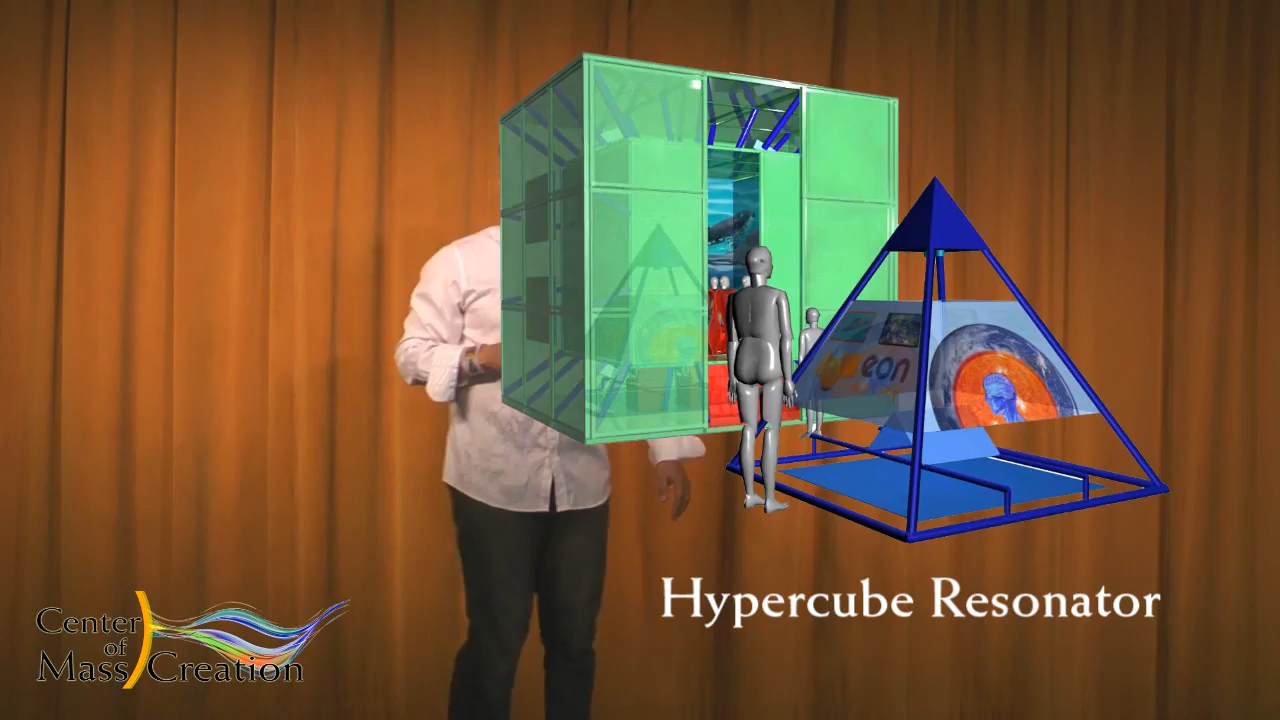 eon
Hypercube Resonator
Center
of
Mass Creation